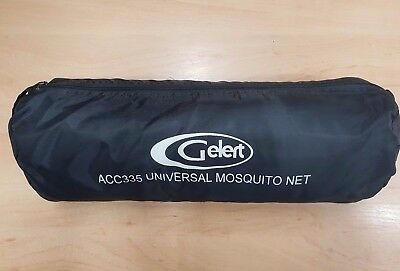 Gelert
ACC335 UNIVERSAL MOSQUITO NET